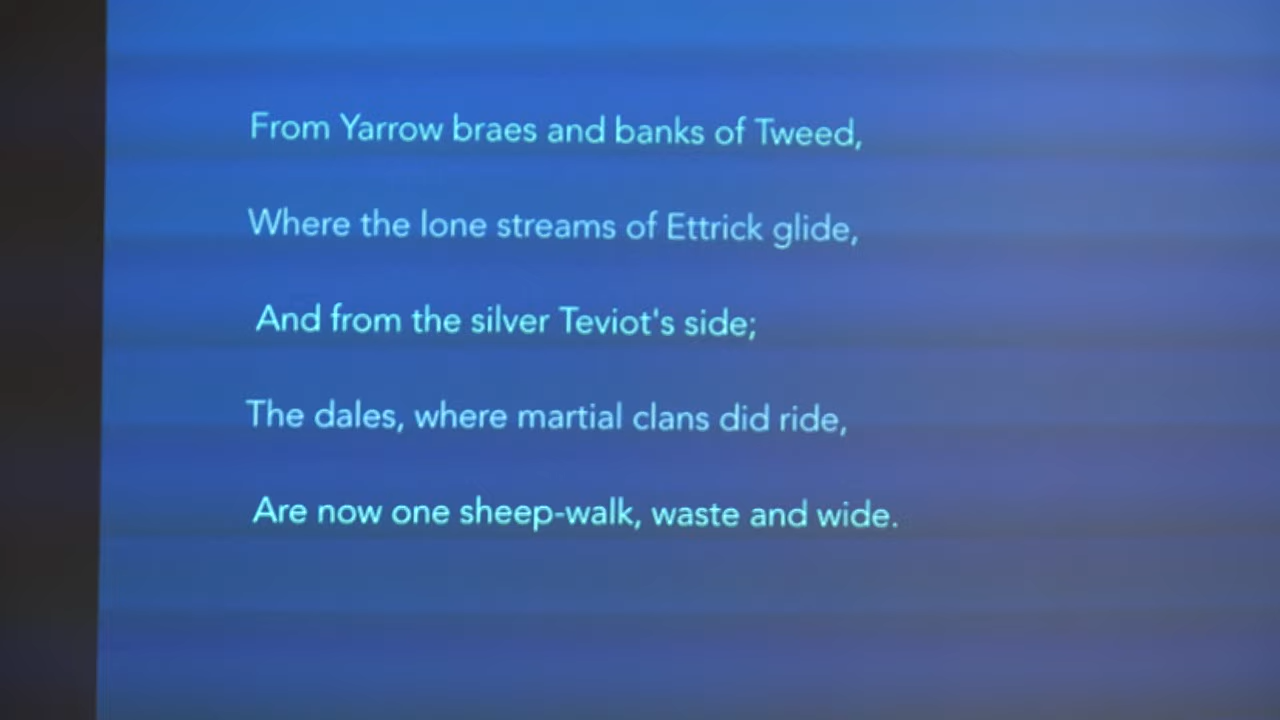 From Yarrow braes and banks of Tweed,
Where the lone streams of Ettrick glide,
And from the silver Teviot's side;
The dales, where martial clans did ride,
Are now one sheep-walk, waste and wide.